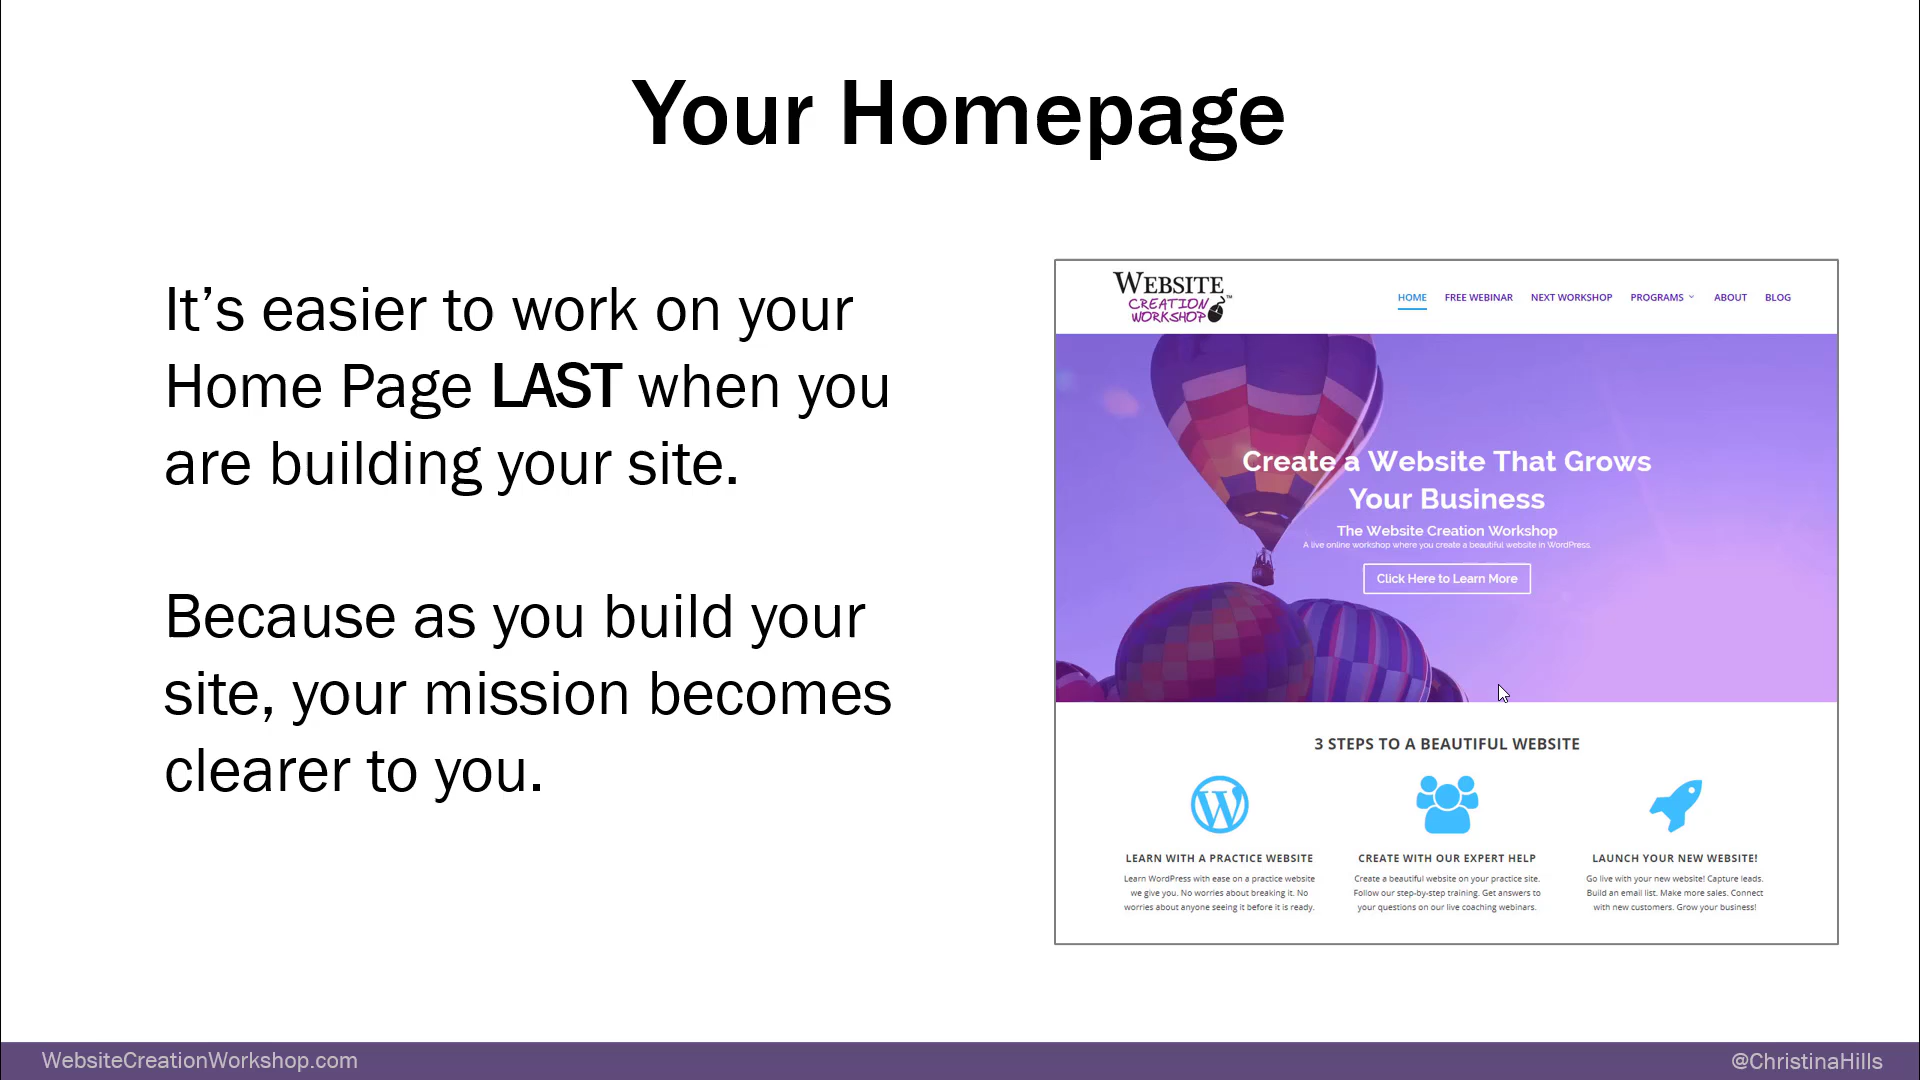 Your Homepage
It’s easier to work on your
Home Page LAST when you
are building your site.
Because as you build your
site, your mission becomes
clearer to you.
WEBSITE
CREATION
WORKSHOP™
HOME FREE WEBINAR NEXT WORKSHOP PROGRAMS ABOUT BLOG
Create a Website That Grows
Your Business
The Website Creation Workshop
A live online workshop where you create a beautiful website in WordPress.
Click Here to Learn More
3 STEPS TO A BEAUTIFUL WEBSITE
LEARN WITH A PRACTICE WEBSITE
Learn WordPress with ease on a practice website
we give you. No worries about breaking it. No
worries about anyone seeing it before it is ready.
CREATE WITH OUR EXPERT HELP
Create a beautiful website on your practice site.
Follow our step-by-step training. Get answers to
your questions on our live coaching webinars.
LAUNCH YOUR NEW WEBSITE!
Go live with your new website! Capture leads.
Build an email list. Make more sales. Connect
with new customers. Grow your business!
WebsiteCreationWorkshop.com
@ChristinaHills